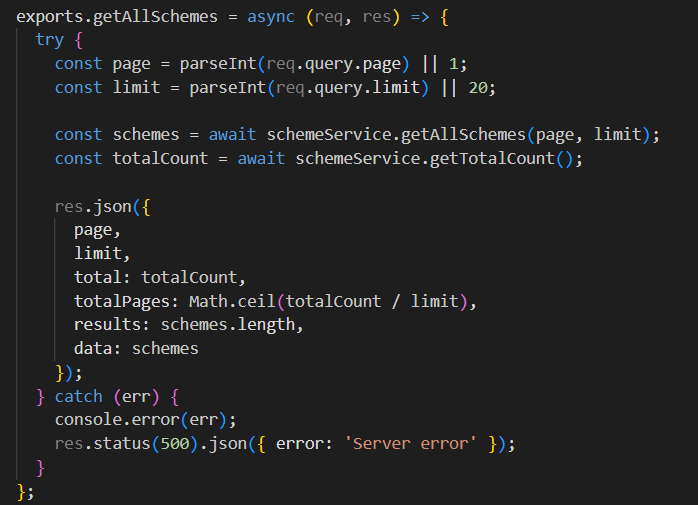 exports.getAllSchemes = async (req, res) => {
  try {
    const page = parseInt(req.query.page) || 1;
    const limit = parseInt(req.query.limit) || 20;

    const schemes = await schemeService.getAllSchemes(page, limit);
    const totalCount = await schemeService.getTotalCount();

    res.json({
      page,
      limit,
      total: totalCount,
      totalPages: Math.ceil(totalCount / limit),
      results: schemes.length,
      data: schemes
    });
  } catch (err) {
    console.error(err);
    res.status(500).json({ error: 'Server error' });
  }
};